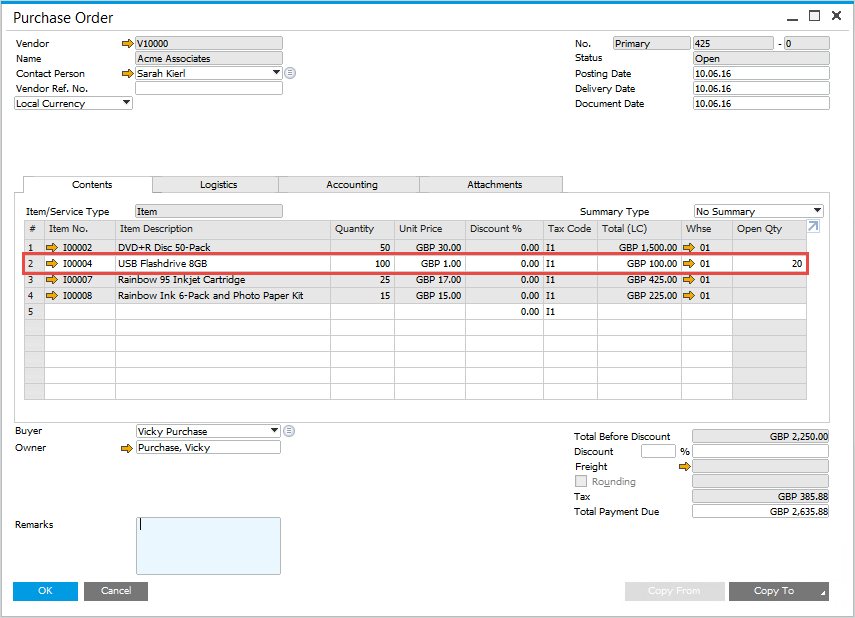 Purchase Order
Vendor V10000 No. Primary 425 - 0
Name Acme Associates Status Open
Contact Person Sarah Kierl Posting Date 10.06.16
Vendor Ref. No. Delivery Date 10.06.16
Local Currency Document Date 10.06.16
Contents Logistics Accounting Attachments
Item/Service Type Item Summary Type No Summary
# Item No. Item Description Quantity Unit Price Discount % Tax Code Total (LC) Whse Open Qty
1 I00002 DVD+R Disc 50-Pack 50 GBP 30.00 0.00 I1 GBP 1,500.00 01
2 I00004 USB Flashdrive 8GB 100 GBP 1.00 0.00 I1 GBP 100.00 01 20
3 I00007 Rainbow 95 Inkjet Cartridge 25 GBP 17.00 0.00 I1 GBP 425.00 01
4 I00008 Rainbow Ink 6-Pack and Photo Paper Kit 15 GBP 15.00 0.00 I1 GBP 225.00 01
5 0.00 I1
Buyer Vicky Purchase
Owner Purchase, Vicky
Total Before Discount GBP 2,250.00
Discount %
Freight
Rounding
Tax GBP 385.88
Total Payment Due GBP 2,635.88
Remarks
OK Cancel Copy From Copy To